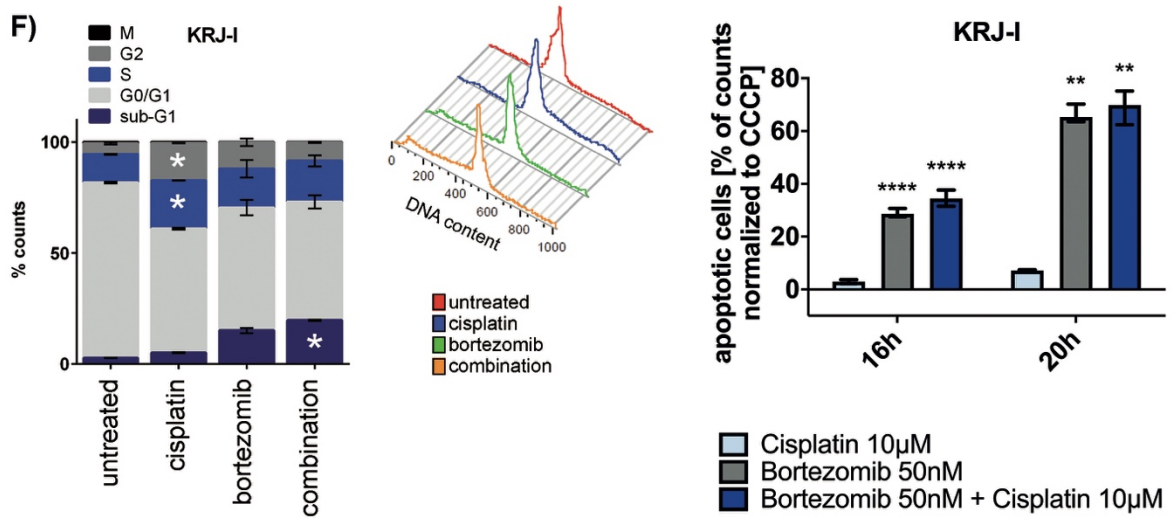 F)
KRJ-I
M
G2
S
G0/G1
sub-G1
% counts
100
50
0
*
*
*
untreated
cisplatin
bortezomib
combination
0
200
400
600
800
1000
DNA content
untreated
cisplatin
bortezomib
combination
KRJ-I
apoptotic cells [% of counts
normalized to CCCP]
80
60
40
20
0
****
****
**
**
16h
20h
Cisplatin 10µM
Bortezomib 50nM
Bortezomib 50nM + Cisplatin 10µM